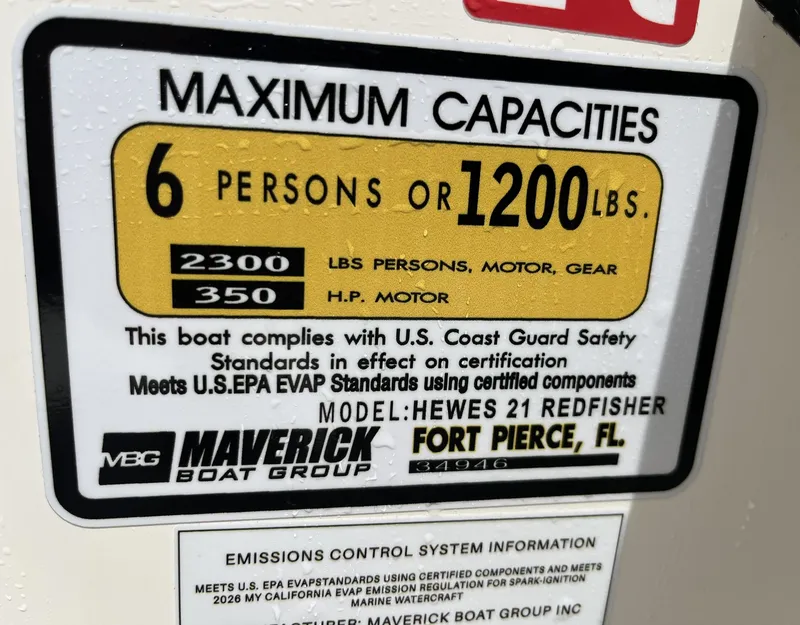 MAXIMUM CAPACITIES
6 PERSONS OR 1200 LBS.
2300 LBS PERSONS, MOTOR, GEAR
350 H.P. MOTOR
This boat complies with U.S. Coast Guard Safety
Standards in effect on certification
Meets U.S.EPA EVAP Standards using certified components
MODEL:HEWES 21 REDFISHER
MBG MAVERICK FORT PIERCE, FL.
BOAT GROUP 34946
EMISSIONS CONTROL SYSTEM INFORMATION
MEETS U.S. EPA EVAPSTANDARDS USING CERTIFIED COMPONENTS AND MEETS
2026 MY CALIFORNIA EVAP EMISSION REGULATION FOR SPARK-IGNITION
MARINE WATERCRAFT
MAVERICK BOAT GROUP INC